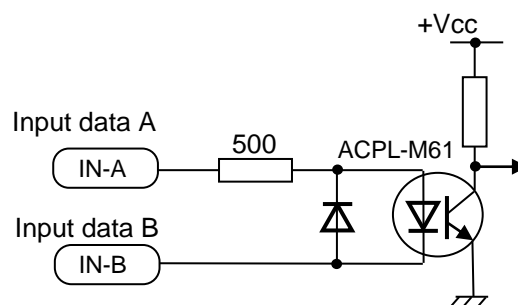 +Vcc
Input data A
500
ACPL-M61
IN-A
Input data B
IN-B